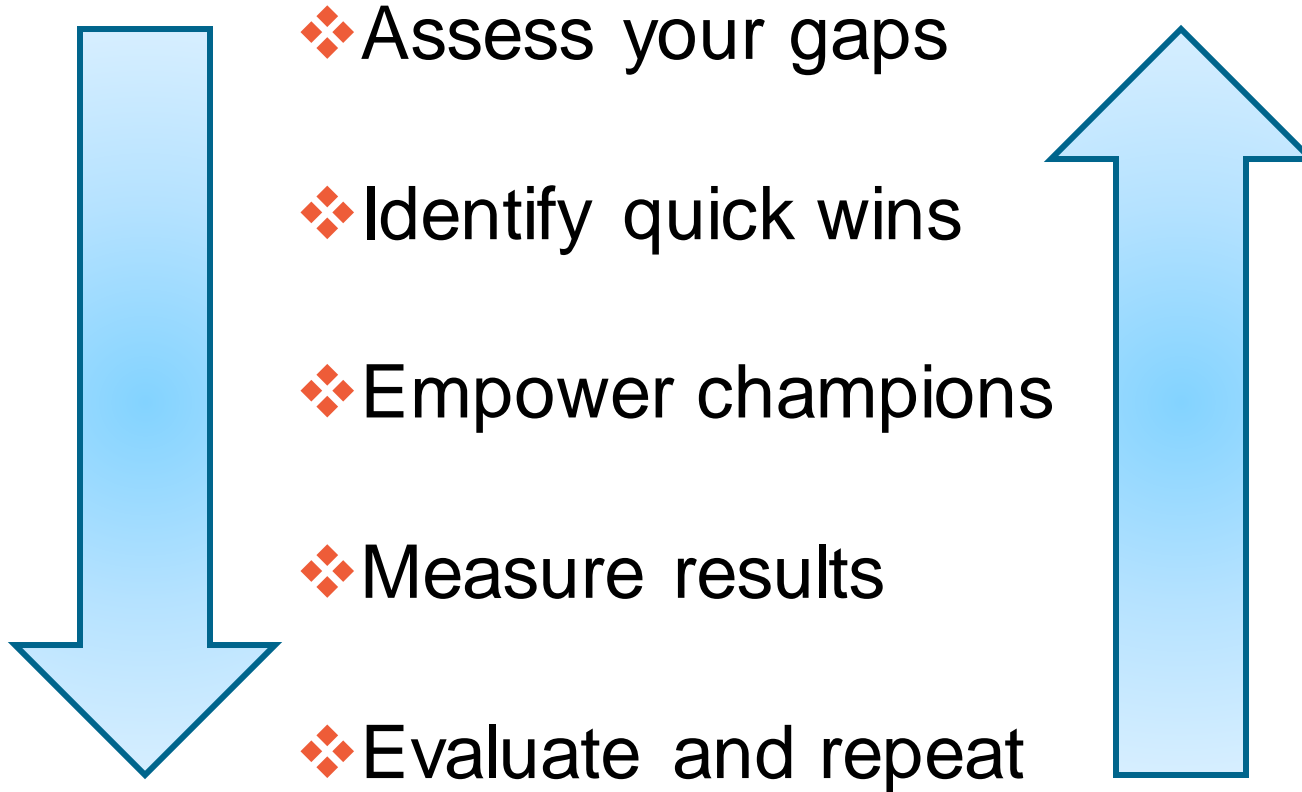 ❖Assess your gaps
❖Identify quick wins
❖Empower champions
❖Measure results
❖Evaluate and repeat